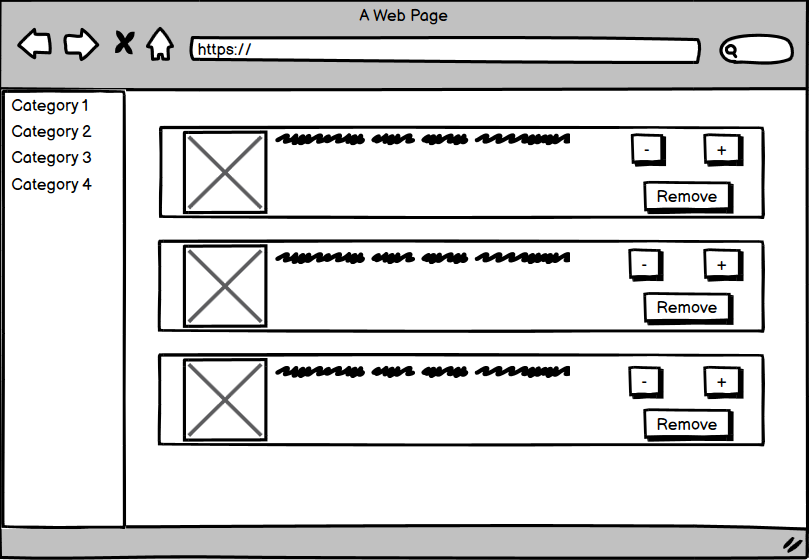 A Web Page
https://
Category 1
Category 2
Category 3
Category 4
- +
Remove
- +
Remove
- +
Remove